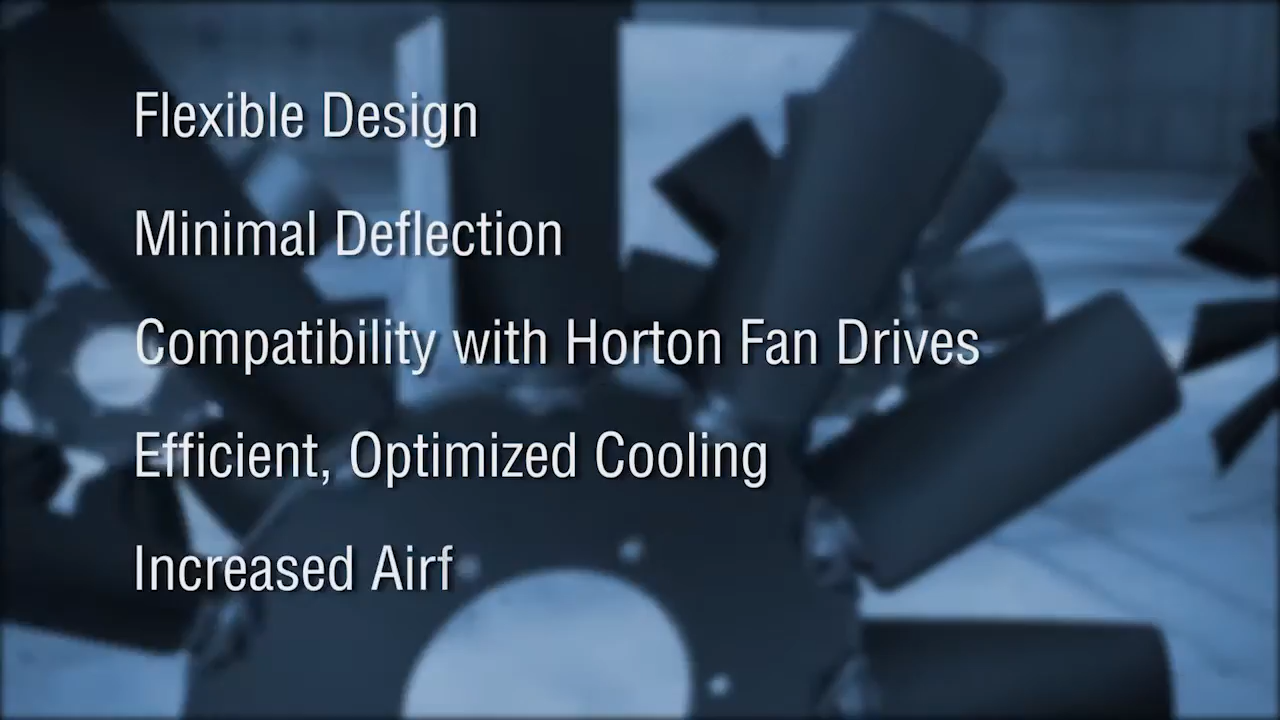 Flexible Design
Minimal Deflection
Compatibility with Horton Fan Drives
Efficient, Optimized Cooling
Increased Airf